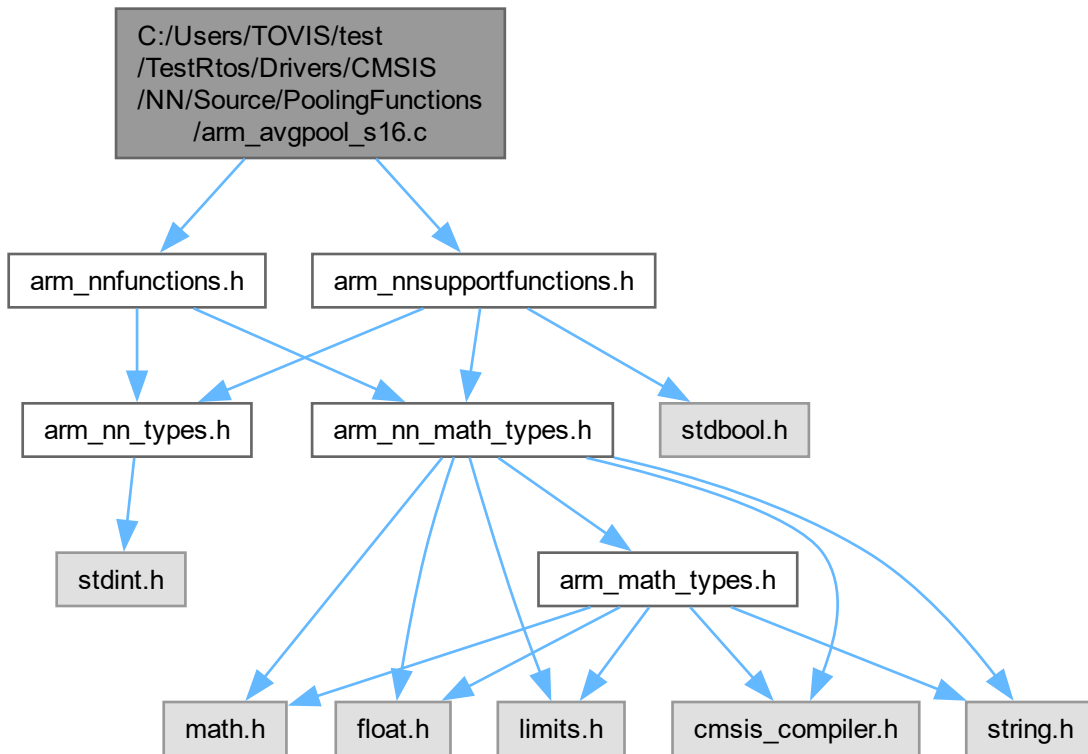 C:/Users/TOVIS/test
/TestRtos/Drivers/CMSIS
/NN/Source/PoolingFunctions
/arm_avgpool_s16.c
arm_nnfunctions.h
arm_nnsupportfunctions.h
arm_nn_types.h
arm_nn_math_types.h
stdbool.h
stdint.h
arm_math_types.h
math.h
float.h
limits.h
cmsis_compiler.h
string.h